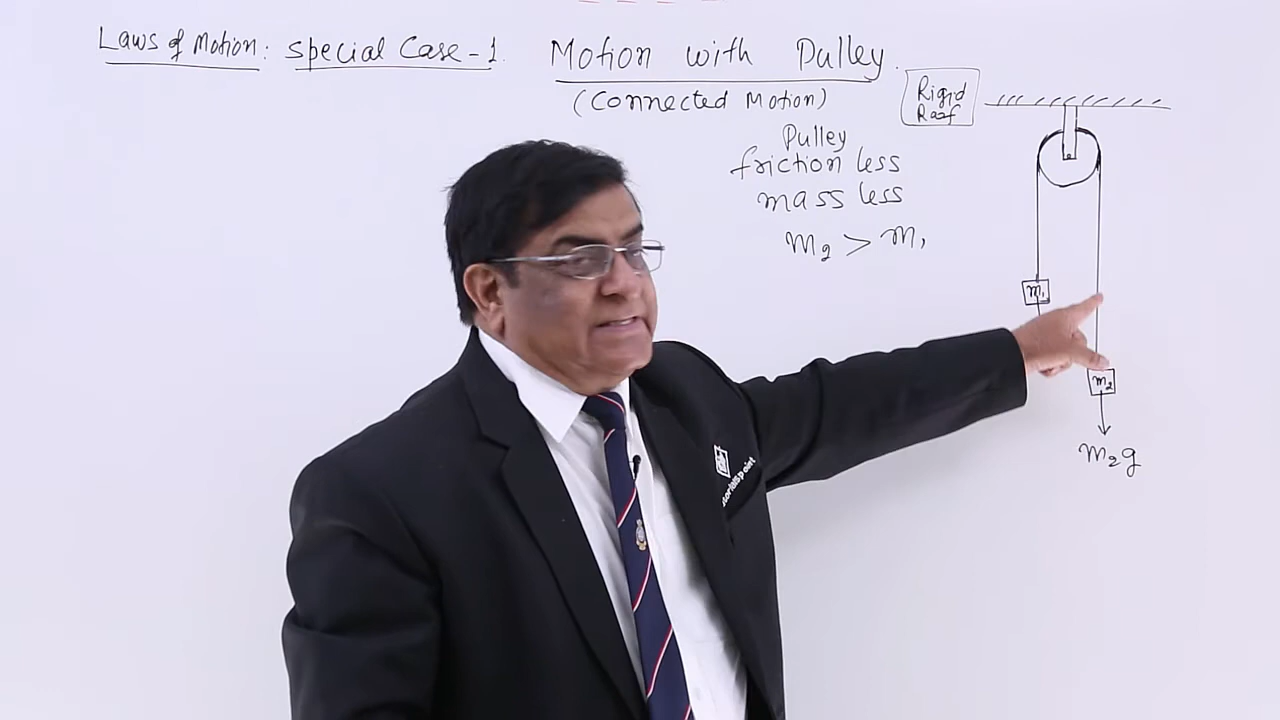 Laws of Motion: Special Case-1. Motion with Pulley.
(Connected Motion)
Rigid
Roof
Pulley
friction less
mass less
m₂ > m₁
m₁
m₂
m₂g